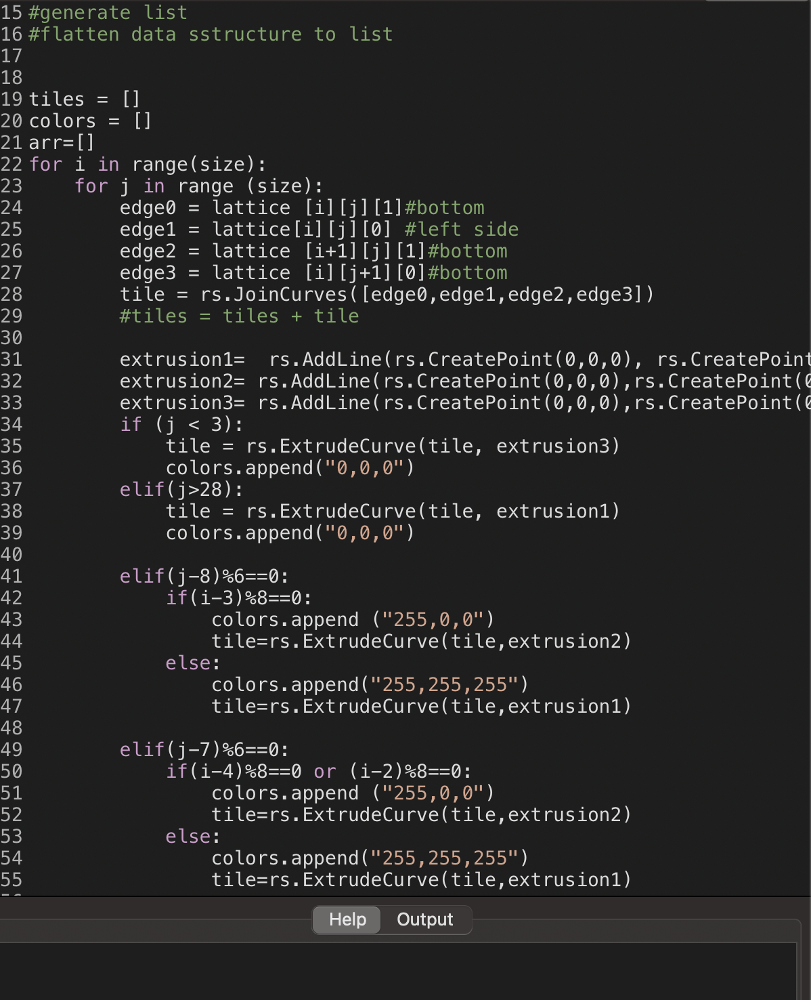 15 #generate list
16 #flatten data sstructure to list
17
18
19 tiles = []
20 colors = []
21 arr=[]
22 for i in range(size):
23     for j in range (size):
24         edge0 = lattice [i][j][1]#bottom
25         edge1 = lattice[i][j][0] #left side
26         edge2 = lattice [i+1][j][1]#bottom
27         edge3 = lattice [i][j+1][0]#bottom
28         tile = rs.JoinCurves([edge0,edge1,edge2,edge3])
29         #tiles = tiles + tile
30
31         extrusion1=  rs.AddLine(rs.CreatePoint(0,0,0), rs.CreatePoint
32         extrusion2= rs.AddLine(rs.CreatePoint(0,0,0),rs.CreatePoint(0
33         extrusion3= rs.AddLine(rs.CreatePoint(0,0,0),rs.CreatePoint(0
34         if (j < 3):
35             tile = rs.ExtrudeCurve(tile, extrusion3)
36             colors.append("0,0,0")
37         elif(j>28):
38             tile = rs.ExtrudeCurve(tile, extrusion1)
39             colors.append("0,0,0")
40
41         elif(j-8)%6==0:
42             if(i-3)%8==0:
43                 colors.append ("255,0,0")
44                 tile=rs.ExtrudeCurve(tile,extrusion2)
45             else:
46                 colors.append("255,255,255")
47                 tile=rs.ExtrudeCurve(tile,extrusion1)
48
49         elif(j-7)%6==0:
50             if(i-4)%8==0 or (i-2)%8==0:
51                 colors.append ("255,0,0")
52                 tile=rs.ExtrudeCurve(tile,extrusion2)
53             else:
54                 colors.append("255,255,255")
55                 tile=rs.ExtrudeCurve(tile,extrusion1)
Help Output